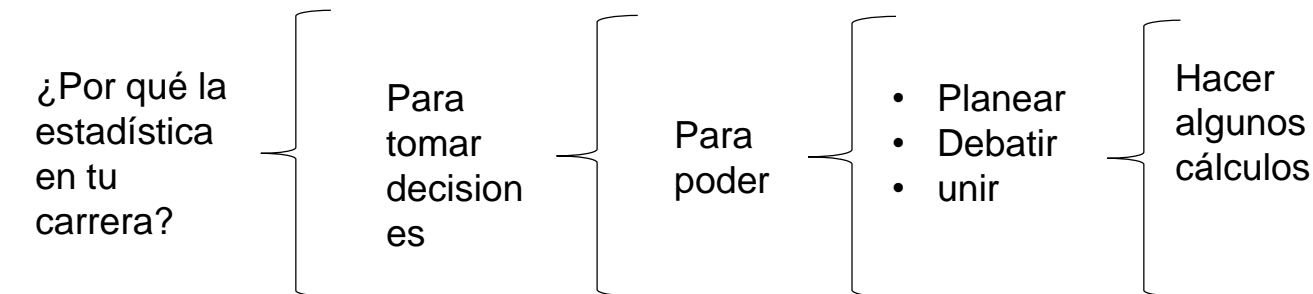 ¿Por qué la
estadística
en tu
carrera?
Para
tomar
decision
es
Para
poder
• Planear
• Debatir
• unir
Hacer
algunos
cálculos